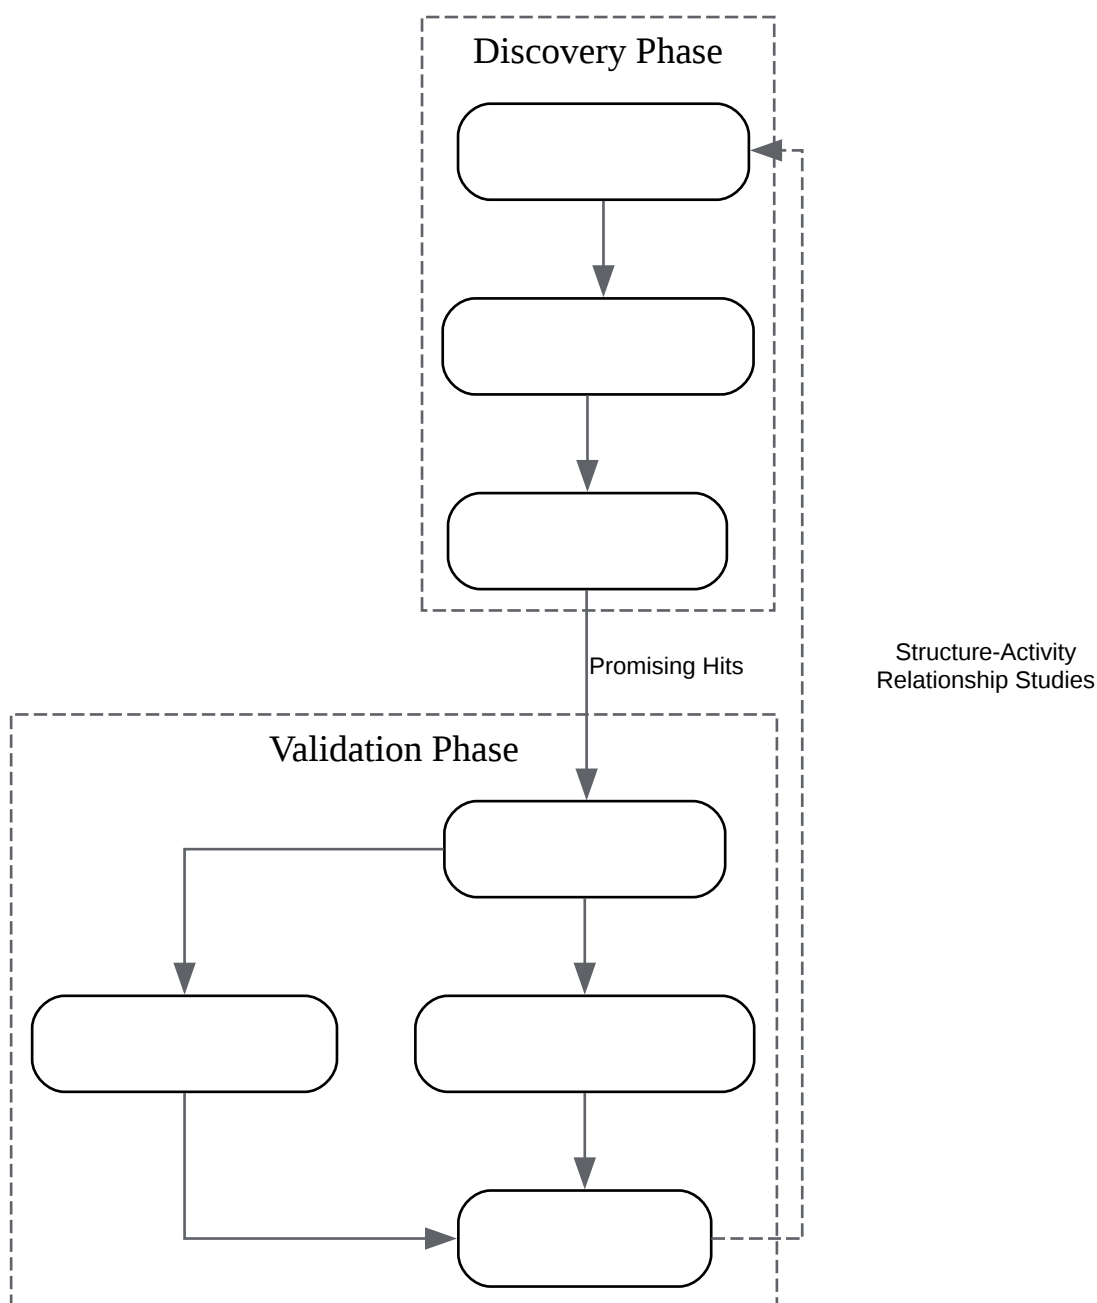 Discovery Phase
Promising Hits
Structure-Activity
Relationship Studies
Validation Phase